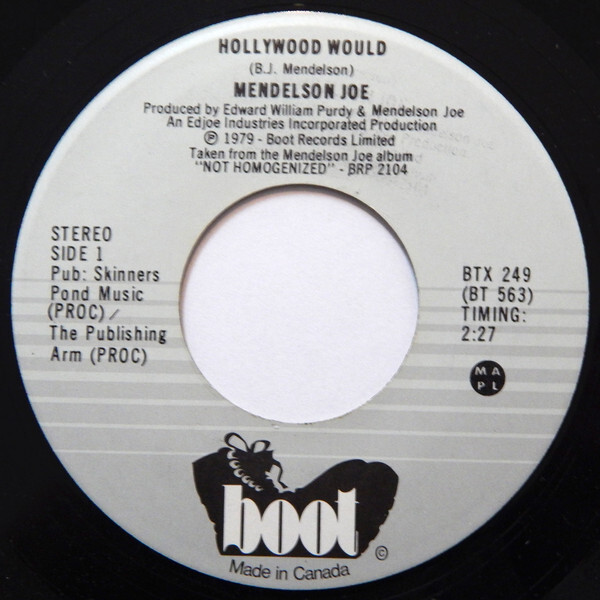 HOLLYWOOD WOULD
(B.J. Mendelson)
MENDELSON JOE
Produced by Edward William Purdy & Mendelson Joe
An Edjoe Industries Incorporated Production
Ⓟ 1979 - Boot Records Limited
Taken from the Mendelson Joe album
"NOT HOMOGENIZED" - BRP 2104
STEREO
SIDE 1
Pub: Skinners
Pond Music
(PROC)/
The Publishing
Arm (PROC)
BTX 249
(BT 563)
TIMING:
2:27
M A
P L
boot ©
Made in Canada